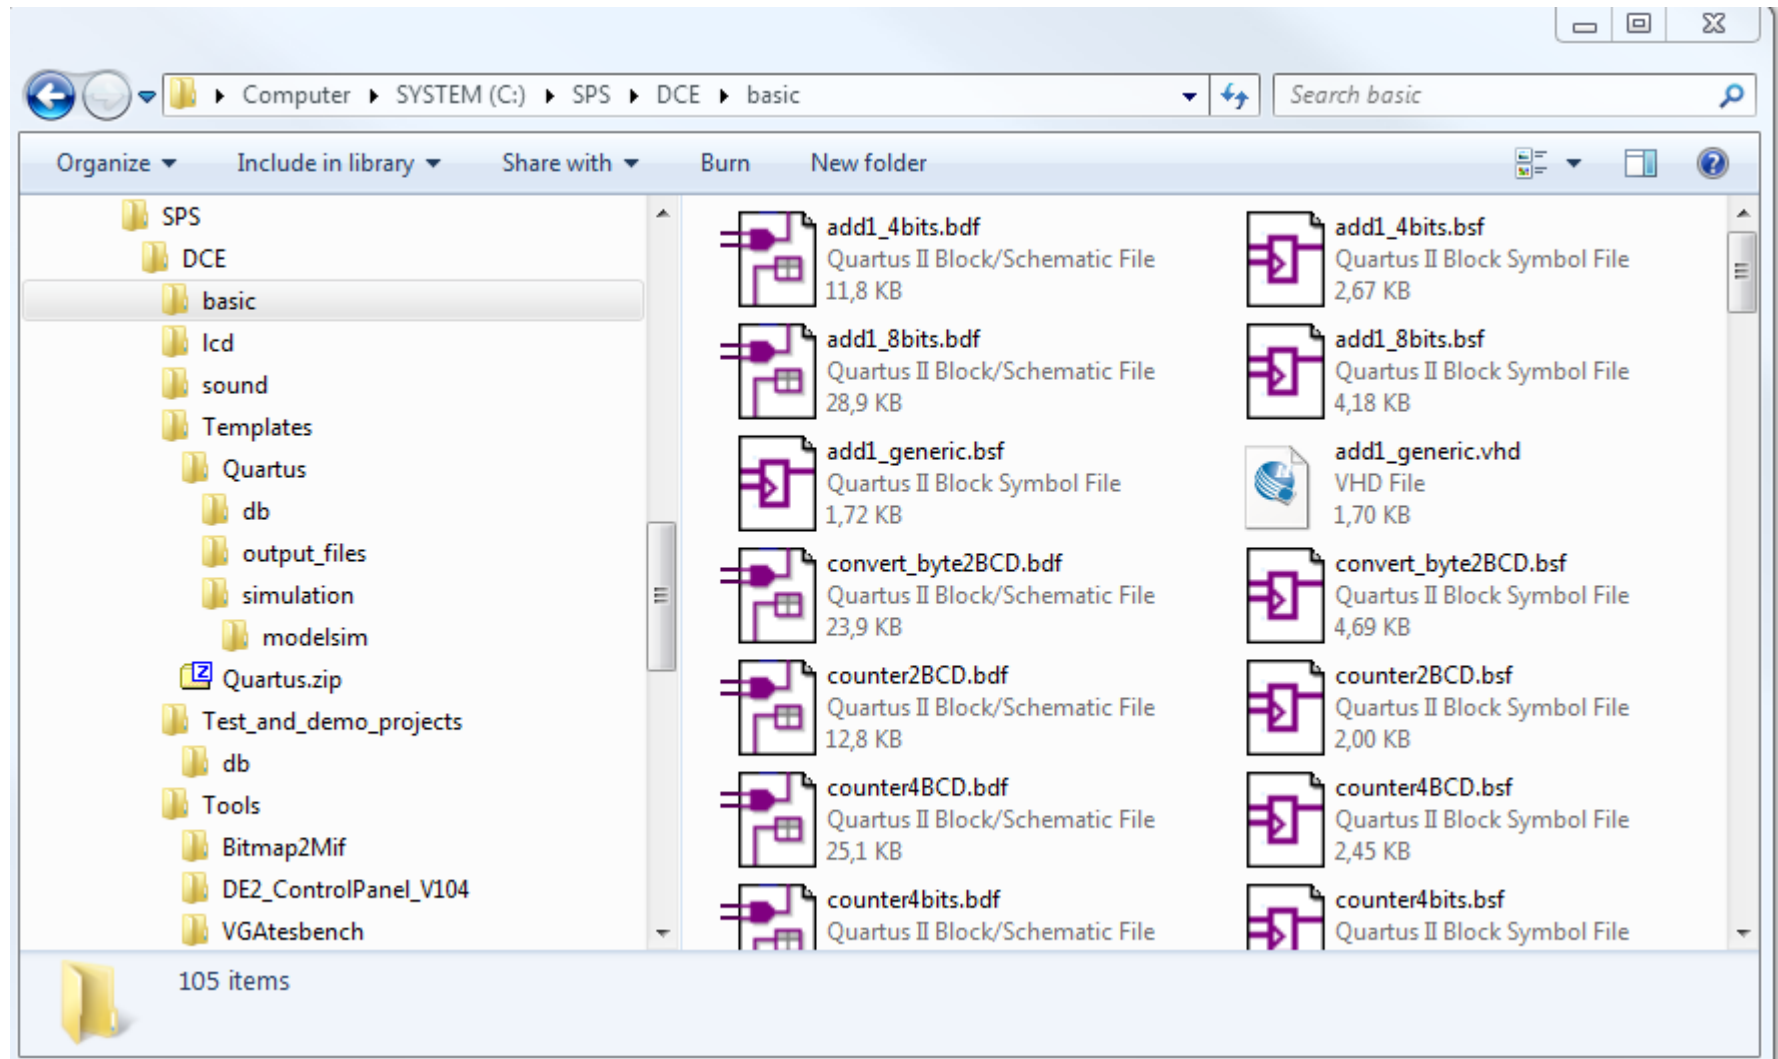 Computer ▸ SYSTEM (C:) ▸ SPS ▸ DCE ▸ basic
Search basic
Organize Include in library Share with Burn New folder
SPS
DCE
basic
lcd
sound
Templates
Quartus
db
output_files
simulation
modelsim
Quartus.zip
Test_and_demo_projects
db
Tools
Bitmap2Mif
DE2_ControlPanel_V104
VGAtesbench
add1_4bits.bdf
Quartus II Block/Schematic File
11,8 KB
add1_4bits.bsf
Quartus II Block Symbol File
2,67 KB
add1_8bits.bdf
Quartus II Block/Schematic File
28,9 KB
add1_8bits.bsf
Quartus II Block Symbol File
4,18 KB
add1_generic.bsf
Quartus II Block Symbol File
1,72 KB
add1_generic.vhd
VHD File
1,70 KB
convert_byte2BCD.bdf
Quartus II Block/Schematic File
23,9 KB
convert_byte2BCD.bsf
Quartus II Block Symbol File
4,69 KB
counter2BCD.bdf
Quartus II Block/Schematic File
12,8 KB
counter2BCD.bsf
Quartus II Block Symbol File
2,00 KB
counter4BCD.bdf
Quartus II Block/Schematic File
25,1 KB
counter4BCD.bsf
Quartus II Block Symbol File
2,45 KB
counter4bits.bdf
Quartus II Block/Schematic File
counter4bits.bsf
Quartus II Block Symbol File
105 items